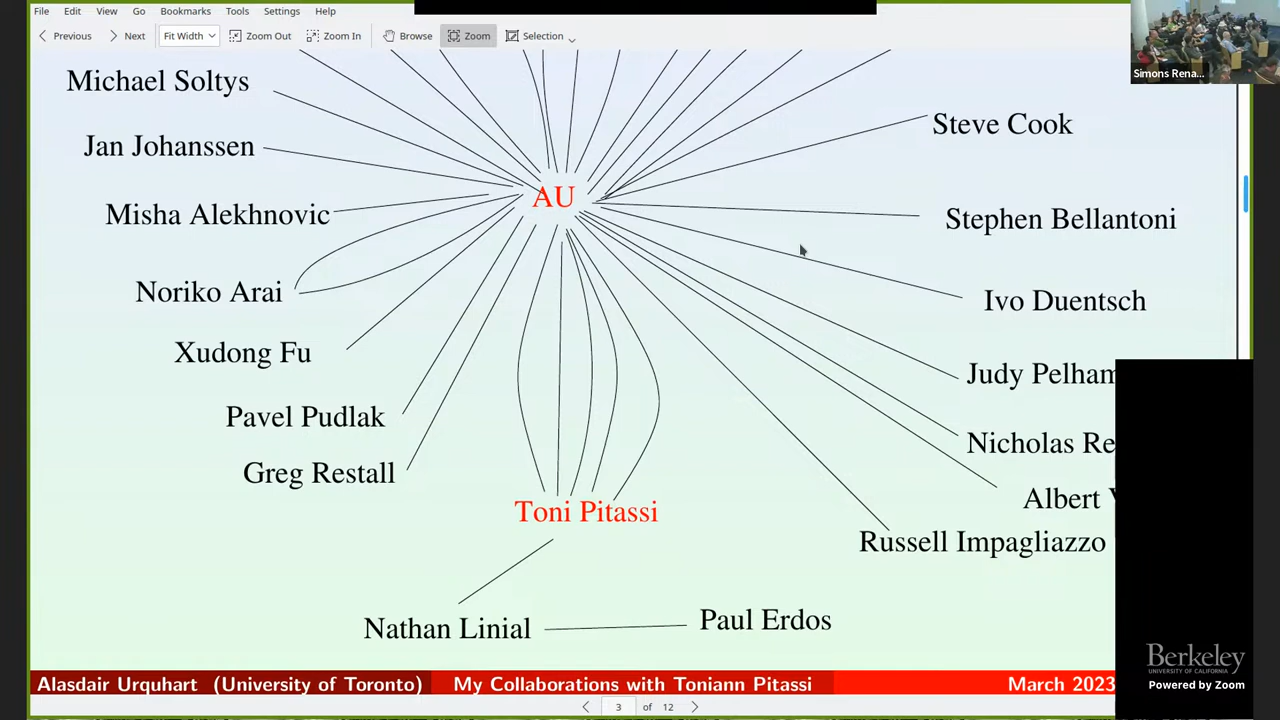 File Edit View Go Bookmarks Tools Settings Help
Previous Next Fit Width Zoom Out Zoom In Browse Zoom Selection
Simons Rena...
Michael Soltys
Steve Cook
Jan Johanssen
AU
Misha Alekhnovic
Stephen Bellantoni
Noriko Arai
Ivo Duentsch
Xudong Fu
Judy Pelham
Pavel Pudlak
Nicholas Re
Greg Restall
Albert
Toni Pitassi
Russell Impagliazzo
Nathan Linial
Paul Erdos
Berkeley
UNIVERSITY OF CALIFORNIA
Powered by Zoom
Alasdair Urquhart (University of Toronto) My Collaborations with Toniann Pitassi March 2023
3 of 12